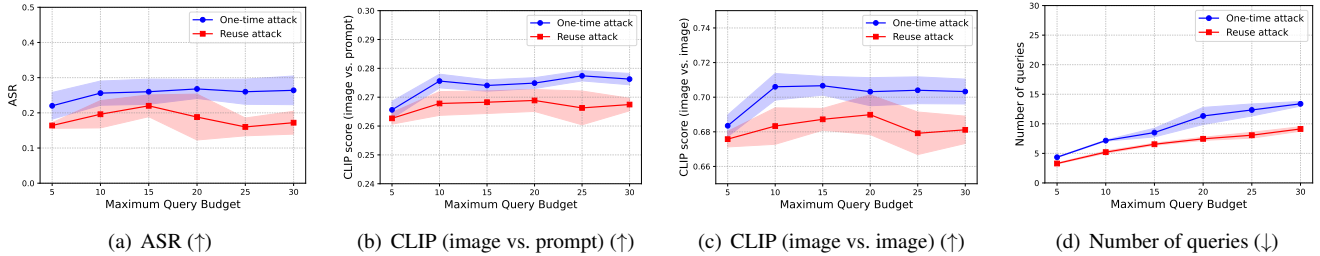 0.5
0.4
0.3
0.2
0.1
0.0
ASR
One-time attack
Reuse attack
5 10 15 20 25 30
Maximum Query Budget
(a) ASR (↑)
0.30
0.29
0.28
0.27
0.26
0.25
0.24
CLIP score (image vs. prompt)
One-time attack
Reuse attack
5 10 15 20 25 30
Maximum Query Budget
(b) CLIP (image vs. prompt) (↑)
0.74
0.72
0.70
0.68
0.66
CLIP score (image vs. image)
One-time attack
Reuse attack
5 10 15 20 25 30
Maximum Query Budget
(c) CLIP (image vs. image) (↑)
30
25
20
15
10
5
0
Number of queries
One-time attack
Reuse attack
5 10 15 20 25 30
Maximum Query Budget
(d) Number of queries (↓)